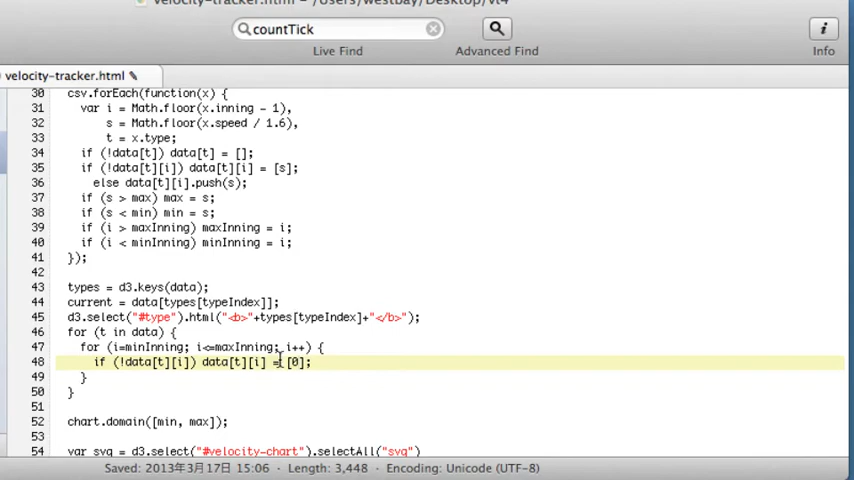 velocity-tracker.html - /Users/westbay/Desktop/vt4
countTick
Live Find
Advanced Find
Info
velocity-tracker.html
30 csv.forEach(function(x) {
31 var i = Math.floor(x.inning - 1),
32 s = Math.floor(x.speed / 1.6),
33 t = x.type;
34 if (!data[t]) data[t] = [];
35 if (!data[t][i]) data[t][i] = [s];
36 else data[t][i].push(s);
37 if (s > max) max = s;
38 if (s < min) min = s;
39 if (i > maxInning) maxInning = i;
40 if (i < minInning) minInning = i;
41 });
42
43 types = d3.keys(data);
44 current = data[types[typeIndex]];
45 d3.select("#type").html("<b>"+types[typeIndex]+"</b>");
46 for (t in data) {
47 for (i=minInning; i<=maxInning; i++) {
48 if (!data[t][i]) data[t][i] = [0];
49 }
50 }
51
52 chart.domain([min, max]);
53
54 var svg = d3.select("#velocity-chart").selectAll("svg")
Saved: 2013年3月17日 15:06 Length: 3,448 Encoding: Unicode (UTF-8)